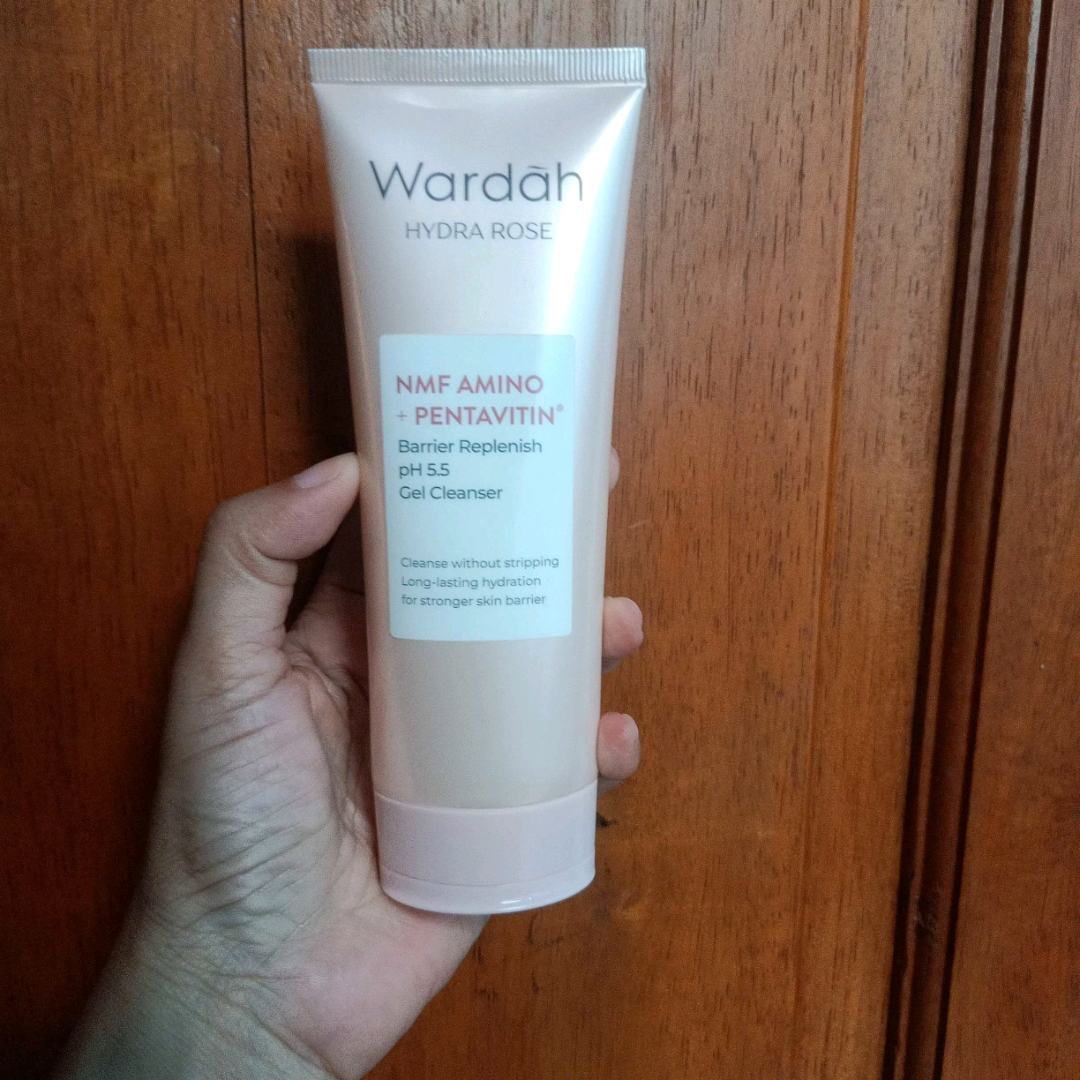 Wardāh
HYDRA ROSE
NMF AMINO
+ PENTAVITIN®
Barrier Replenish
pH 5.5
Gel Cleanser
Cleanse without stripping
Long-lasting hydration
for stronger skin barrier